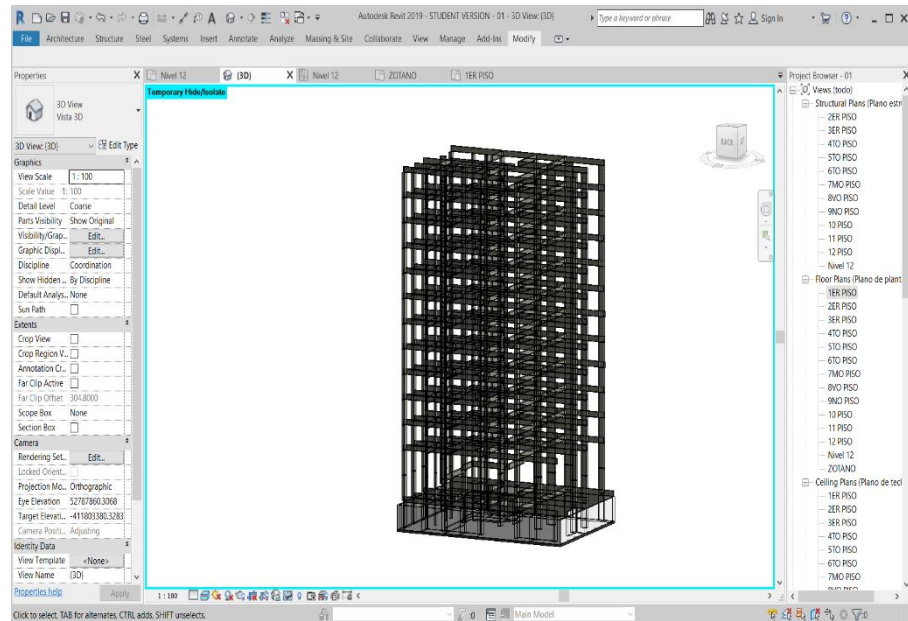 Autodesk Revit 2019 - STUDENT VERSION - 01 - 3D View: {3D}
Type a keyword or phrase
Sign In
File Architecture Structure Steel Systems Insert Annotate Analyze Massing & Site Collaborate View Manage Add-Ins Modify
Properties X
Nivel 12
{3D} X
Nivel 12
ZOTANO
1ER PISO
Project Browser - 01 X
Temporary Hide/Isolate
3D View
Vista 3D
3D View: {3D} Edit Type
Graphics
View Scale 1 : 100
Scale Value 1: 100
Detail Level Coarse
Parts Visibility Show Original
Visibility/Grap... Edit...
Graphic Displ... Edit...
Discipline Coordination
Show Hidden ... By Discipline
Default Analys... None
Sun Path
Extents
Crop View
Crop Region V...
Annotation Cr...
Far Clip Active
Far Clip Offset 304.8000
Scope Box None
Section Box
Camera
Rendering Set... Edit...
Locked Orient...
Projection Mo... Orthographic
Eye Elevation 52787860.3068
Target Elevati... -411803380.3283
Camera Positi... Adjusting
Identity Data
View Template <None>
View Name {3D}
Properties help Apply
BACK
Views (todo)
Structural Plans (Plano estr
2ER PISO
3ER PISO
4TO PISO
5TO PISO
6TO PISO
7MO PISO
8VO PISO
9NO PISO
10 PISO
11 PISO
12 PISO
Nivel 12
Floor Plans (Plano de plant
1ER PISO
2ER PISO
3ER PISO
4TO PISO
5TO PISO
6TO PISO
7MO PISO
8VO PISO
9NO PISO
10 PISO
11 PISO
12 PISO
Nivel 12
ZOTANO
Ceiling Plans (Plano de tecl
1ER PISO
2ER PISO
3ER PISO
4TO PISO
5TO PISO
6TO PISO
7MO PISO
1 : 100
Click to select, TAB for alternates, CTRL adds, SHIFT unselects.
:0
Main Model
:0